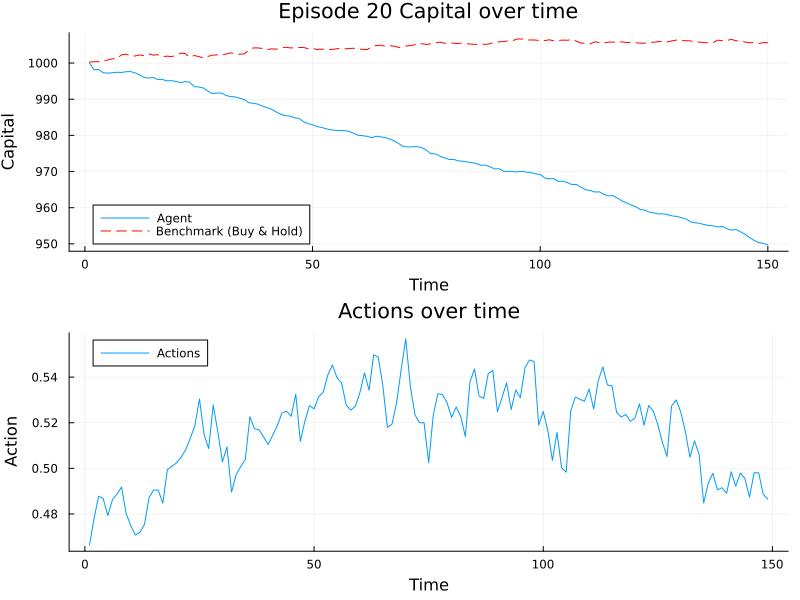 Episode 20 Capital over time
Capital
1000
990
980
970
960
950
Agent
Benchmark (Buy & Hold)
0 50 100 150
Time
Actions over time
Action
0.54
0.52
0.50
0.48
Actions
0 50 100 150
Time